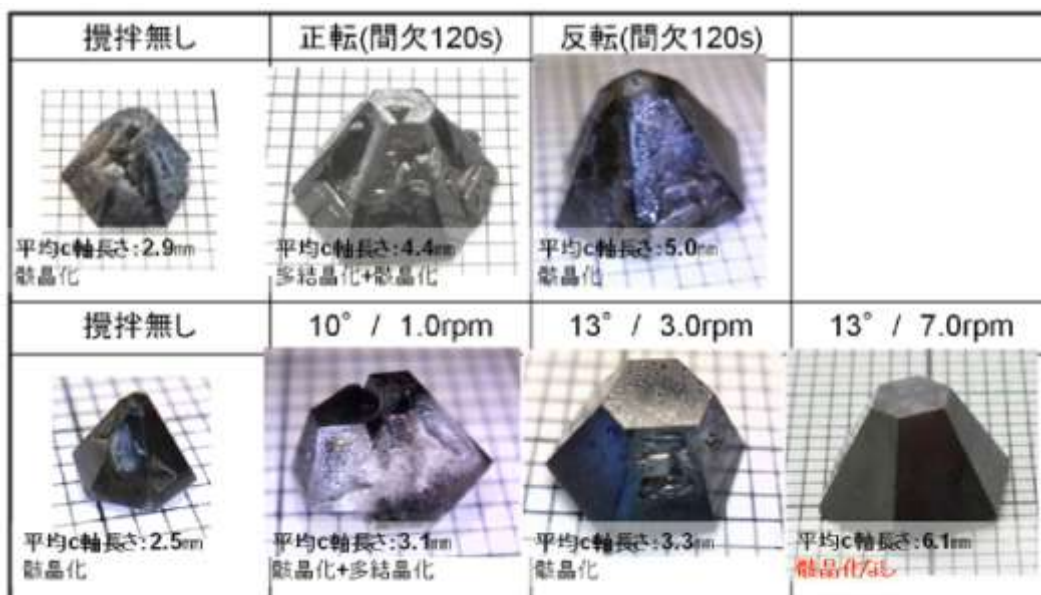 攪拌無し
正転(間欠120s)
反転(間欠120s)
平均c軸長さ:2.9mm
骸晶化
平均c軸長さ:4.4mm
多結晶化+骸晶化
平均c軸長さ:5.0mm
骸晶化
攪拌無し
10° / 1.0rpm
13° / 3.0rpm
13° / 7.0rpm
平均c軸長さ:2.5mm
骸晶化
平均c軸長さ:3.1mm
骸晶化+多結晶化
平均c軸長さ:3.3mm
骸晶化
平均c軸長さ:6.1mm
骸晶化なし